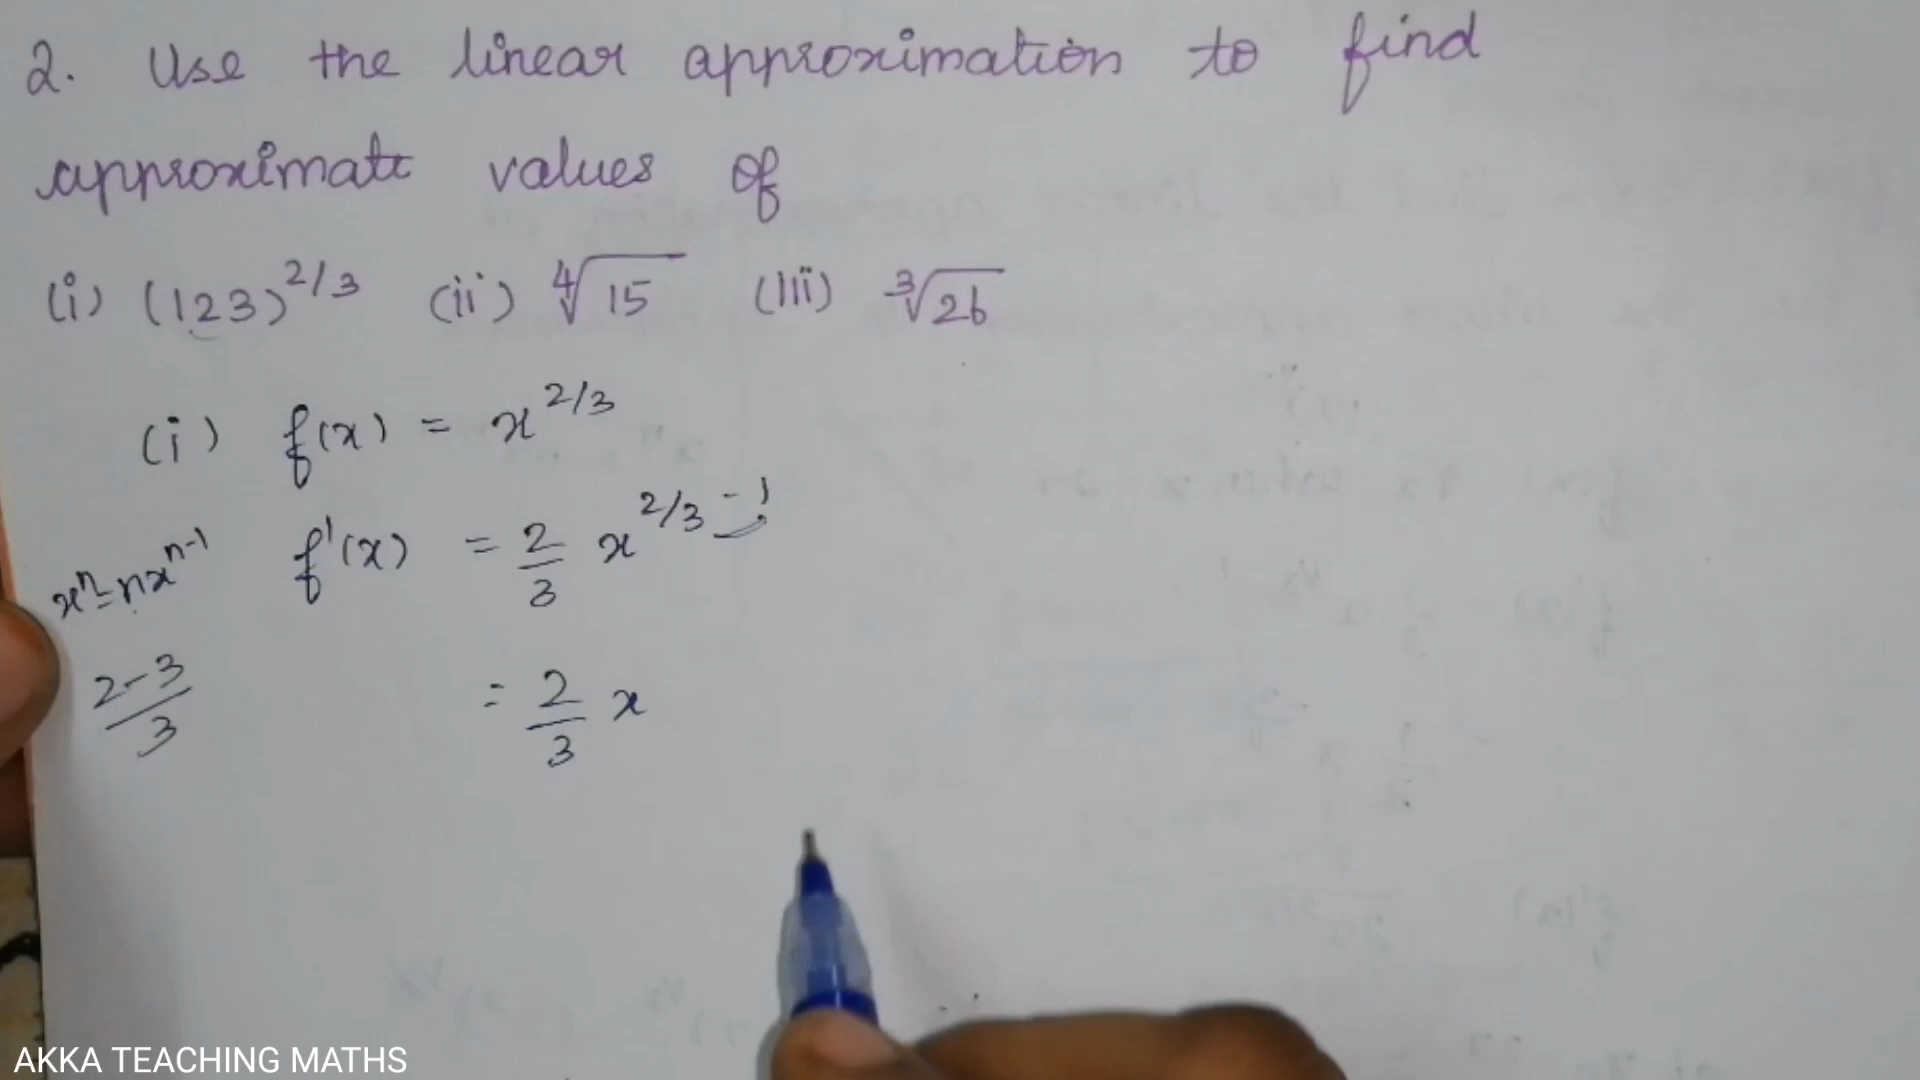 2. Use the linear approximation to find
approximate values of
(i) (123)^2/3 (ii) ∜15 (iii) ∛26
(i) f(x) = x^2/3
x^n = nx^n-1 f'(x) = 2/3 x^2/3 - 1
2-3/3 = 2/3 x
AKKA TEACHING MATHS